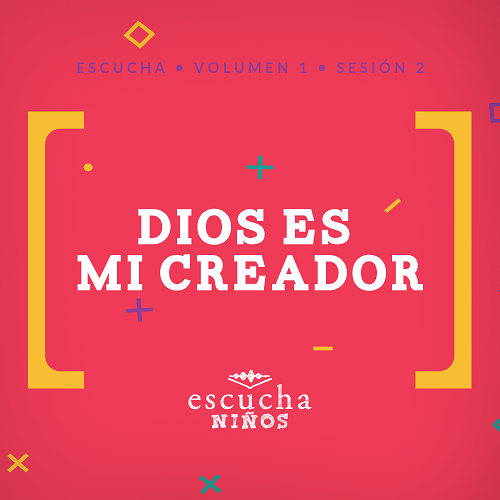 ESCUCHA • VOLUMEN 1 • SESIÓN 2
DIOS ES
MI CREADOR
escucha
NIÑOS